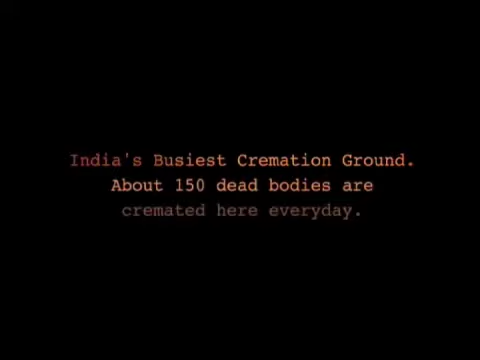 India's Busiest Cremation Ground.
About 150 dead bodies are
cremated here everyday.